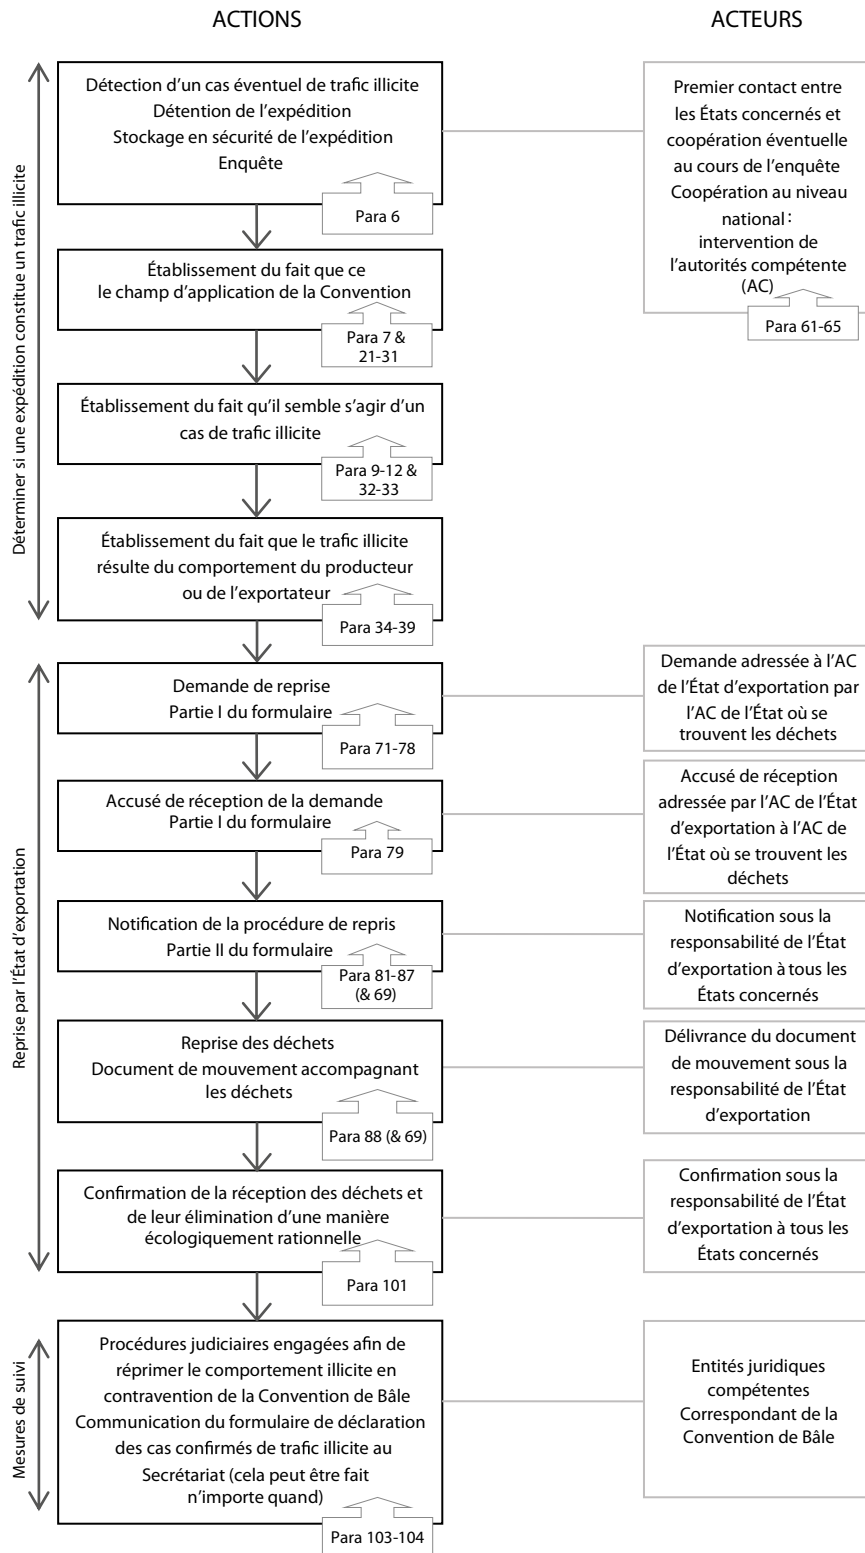 ACTIONS
ACTEURS
Déterminer si une expédition constitue un trafic illicite
Détection d'un cas éventuel de trafic illicite
Détention de l'expédition
Stockage en sécurité de l'expédition
Enquête
Para 6
Premier contact entre
les États concernés et
coopération éventuelle
au cours de l'enquête
Coopération au niveau
national :
intervention de
l'autorités compétente
(AC)
Para 61-65
Établissement du fait que ce
le champ d'application de la Convention
Para 7 &
21-31
Établissement du fait qu'il semble s'agir d'un
cas de trafic illicite
Para 9-12 &
32-33
Établissement du fait que le trafic illicite
résulte du comportement du producteur
ou de l'exportateur
Para 34-39
Reprise par l'État d'exportation
Demande de reprise
Partie I du formulaire
Para 71-78
Demande adressée à l'AC
de l'État d'exportation par
l'AC de l'État où se
trouvent les déchets
Accusé de réception de la demande
Partie I du formulaire
Para 79
Accusé de réception
adressée par l'AC de l'État
d'exportation à l'AC de
l'État où se trouvent les
déchets
Notification de la procédure de repris
Partie II du formulaire
Para 81-87
(& 69)
Notification sous la
responsabilité de l'État
d'exportation à tous les
États concernés
Reprise des déchets
Document de mouvement accompagnant
les déchets
Para 88 (& 69)
Délivrance du document
de mouvement sous la
responsabilité de l'État
d'exportation
Confirmation de la réception des déchets et
de leur élimination d'une manière
écologiquement rationnelle
Para 101
Confirmation sous la
responsabilité de l'État
d'exportation à tous les
États concernés
Mesures de suivi
Procédures judiciaires engagées afin de
réprimer le comportement illicite en
contravention de la Convention de Bâle
Communication du formulaire de déclaration
des cas confirmés de trafic illicite au
Secrétariat (cela peut être fait
n'importe quand)
Para 103-104
Entités juridiques
compétentes
Correspondant de la
Convention de Bâle